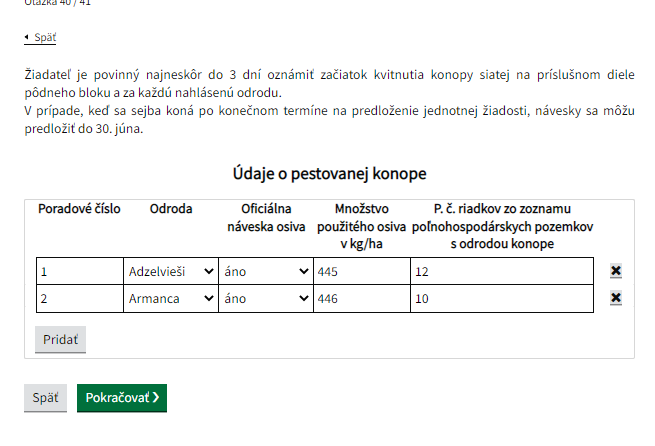 Otázka 40 / 41
Späť
Žiadateľ je povinný najneskôr do 3 dní oznámiť začiatok kvitnutia konopy siatej na príslušnom diele
pôdneho bloku a za každú nahlásenú odrodu.
V prípade, keď sa sejba koná po konečnom termíne na predloženie jednotnej žiadosti, návesky sa môžu
predložiť do 30. júna.
Údaje o pestovanej konope
Poradové číslo Odroda Oficiálna náveska osiva Množstvo použitého osiva v kg/ha P. č. riadkov zo zoznamu poľnohospodárskych pozemkov s odrodou konope
1 Adzelvieši áno 445 12
2 Armanca áno 446 10
Pridať
Späť Pokračovať